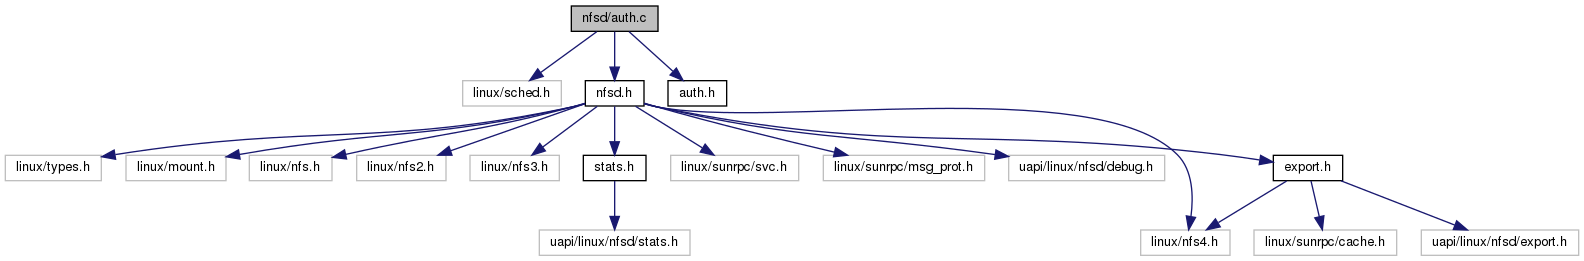 nfsd/auth.c
linux/sched.h
nfsd.h
auth.h
linux/types.h
linux/mount.h
linux/nfs.h
linux/nfs2.h
linux/nfs3.h
stats.h
linux/sunrpc/svc.h
linux/sunrpc/msg_prot.h
uapi/linux/nfsd/debug.h
export.h
uapi/linux/nfsd/stats.h
linux/nfs4.h
linux/sunrpc/cache.h
uapi/linux/nfsd/export.h